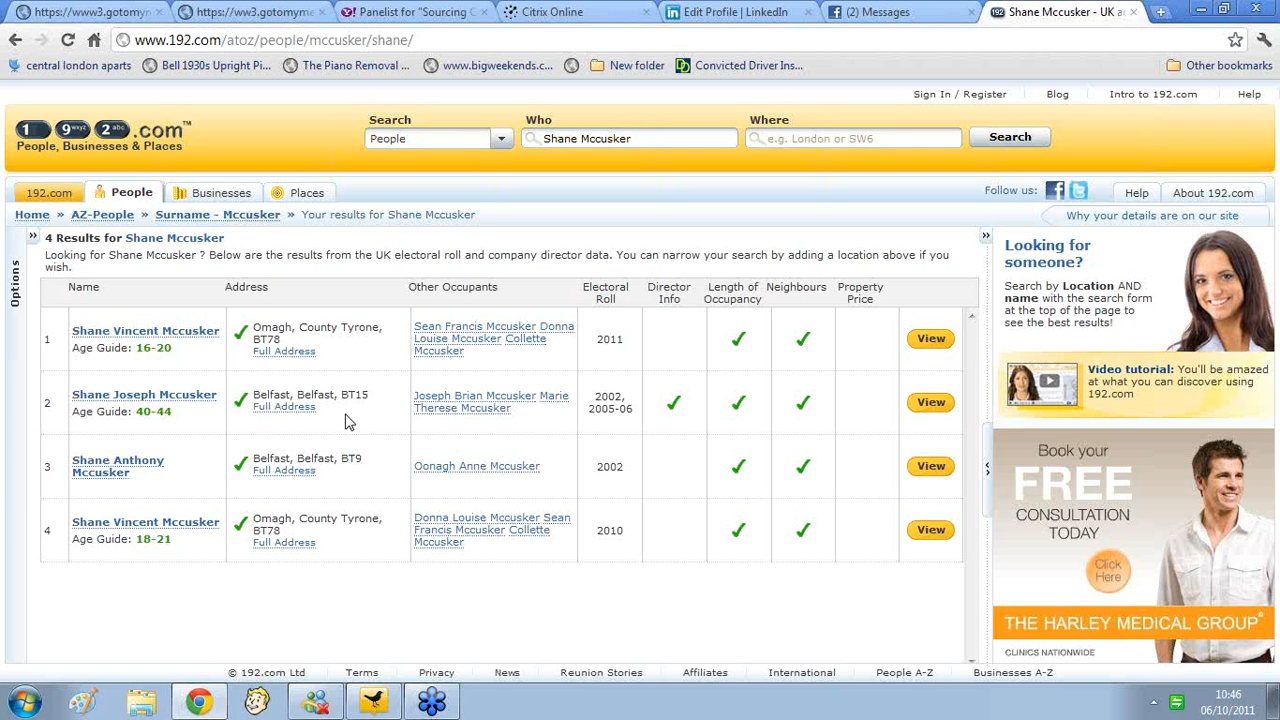 https://ww3.gotomym
https://ww3.gotomyme
Panelist for "Sourcing C
Citrix Online
Edit Profile | LinkedIn
(2) Messages
Shane Mccusker - UK a
www.192.com/atoz/people/mccusker/shane/
central london aparts
Bell 1930s Upright Pi...
The Piano Removal ...
www.bigweekends.c...
New folder
Convicted Driver Ins...
Other bookmarks
Sign In / Register
Blog
Intro to 192.com
Help
1 9wxyz 2abc .com™
People, Businesses & Places
Search
Who
Where
People
Shane Mccusker
e.g. London or SW6
Search
192.com
People
Businesses
Places
Follow us:
Help
About 192.com
Home » AZ-People » Surname - Mccusker » Your results for Shane Mccusker
Why your details are on our site
Options
4 Results for Shane Mccusker
Looking for Shane Mccusker ? Below are the results from the UK electoral roll and company director data. You can narrow your search by adding a location above if you
wish.
Name
Address
Other Occupants
Electoral
Roll
Director
Info
Length of
Occupancy
Neighbours
Property
Price
1
Shane Vincent Mccusker
Age Guide: 16-20
Omagh, County Tyrone,
BT78
Full Address
Sean Francis Mccusker Donna
Louise Mccusker Collette
Mccusker
2011
View
2
Shane Joseph Mccusker
Age Guide: 40-44
Belfast, Belfast, BT15
Full Address
Joseph Brian Mccusker Marie
Therese Mccusker
2002,
2005-06
View
3
Shane Anthony
Mccusker
Belfast, Belfast, BT9
Full Address
Oonagh Anne Mccusker
2002
View
4
Shane Vincent Mccusker
Age Guide: 18-21
Omagh, County Tyrone,
BT78
Full Address
Donna Louise Mccusker Sean
Francis Mccusker Collette
Mccusker
2010
View
Looking for
someone?
Search by Location AND
name with the search form
at the top of the page to
see the best results!
Video tutorial: You'll be amazed
at what you can discover using
192.com
Book your
FREE
CONSULTATION
TODAY
Click
Here
THE HARLEY MEDICAL GROUP®
CLINICS NATIONWIDE
© 192.com Ltd
Terms
Privacy
News
Reunion Stories
Affiliates
International
People A-Z
Businesses A-Z
10:46
06/10/2011